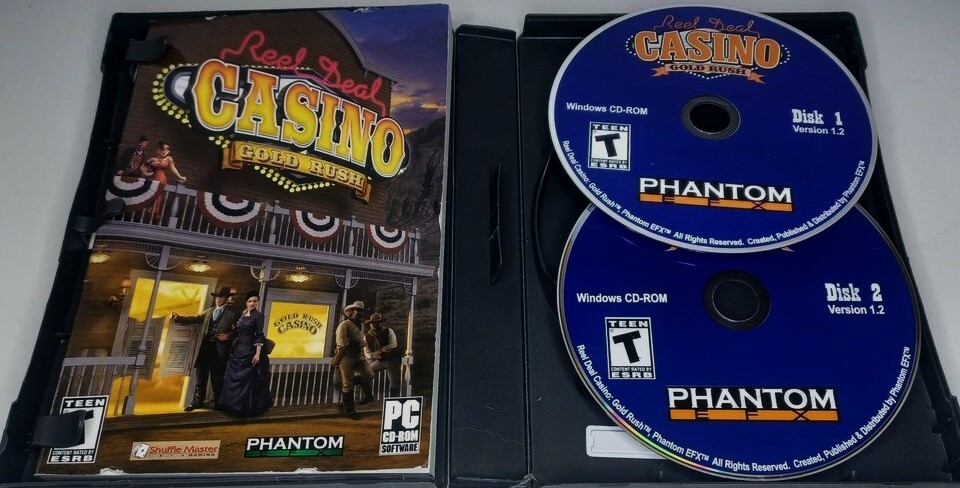 Reel Deal
CASINO
GOLD RUSH
GOLD RUSH
CASINO
TEEN
T
CONTENT RATED BY
ESRB
Shuffle Master
GAMING
PHANTOM
EFX
PC
CD-ROM
SOFTWARE
Reel Deal
CASINO
GOLD RUSH
Windows CD-ROM
Disk 1
Version 1.2
TEEN
T
CONTENT RATED BY
ESRB
PHANTOM
EFX
Reel Deal Casino: Gold Rush™, Phantom EFX™ All Rights Reserved. Created, Published & Distributed by Phantom EFX™
Windows CD-ROM
Disk 2
Version 1.2
TEEN
T
CONTENT RATED BY
ESRB
PHANTOM
EFX
Reel Deal Casino: Gold Rush™, Phantom EFX™ All Rights Reserved. Created, Published & Distributed by Phantom EFX™